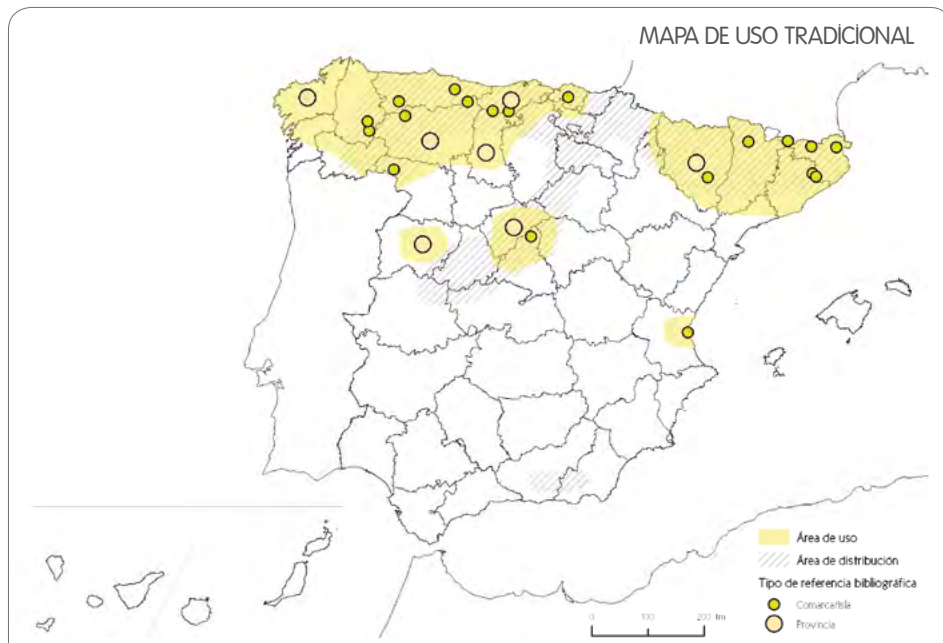 MAPA DE USO TRADICIONAL
Área de uso
Área de distribución
Tipo de referencia bibliográfica
Comarca/isla
Provincia
0 100 200 km